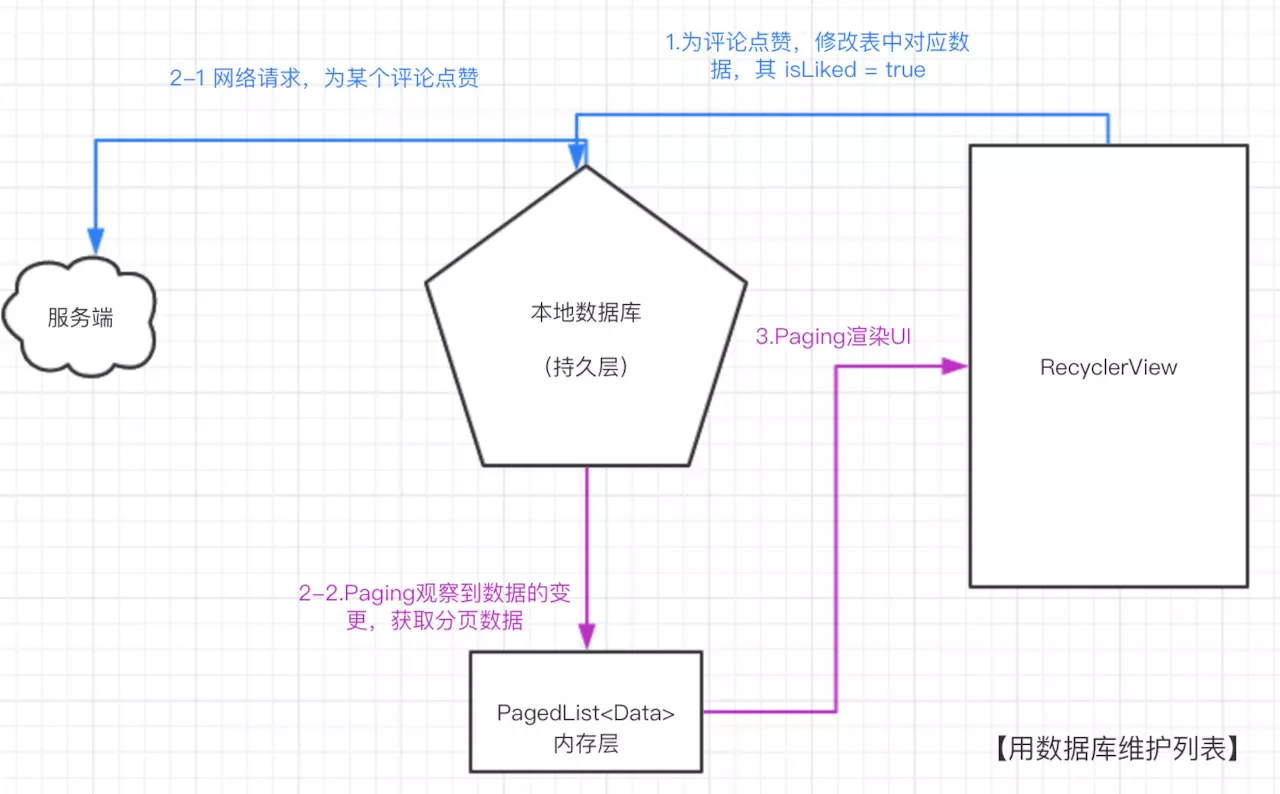 1.为评论点赞，修改表中对应数
据，其 isLiked = true
2-1 网络请求，为某个评论点赞
服务端
本地数据库
（持久层）
3.Paging渲染UI
RecyclerView
2-2.Paging观察到数据的变
更，获取分页数据
PagedList<Data>
内存层
【用数据库维护列表】